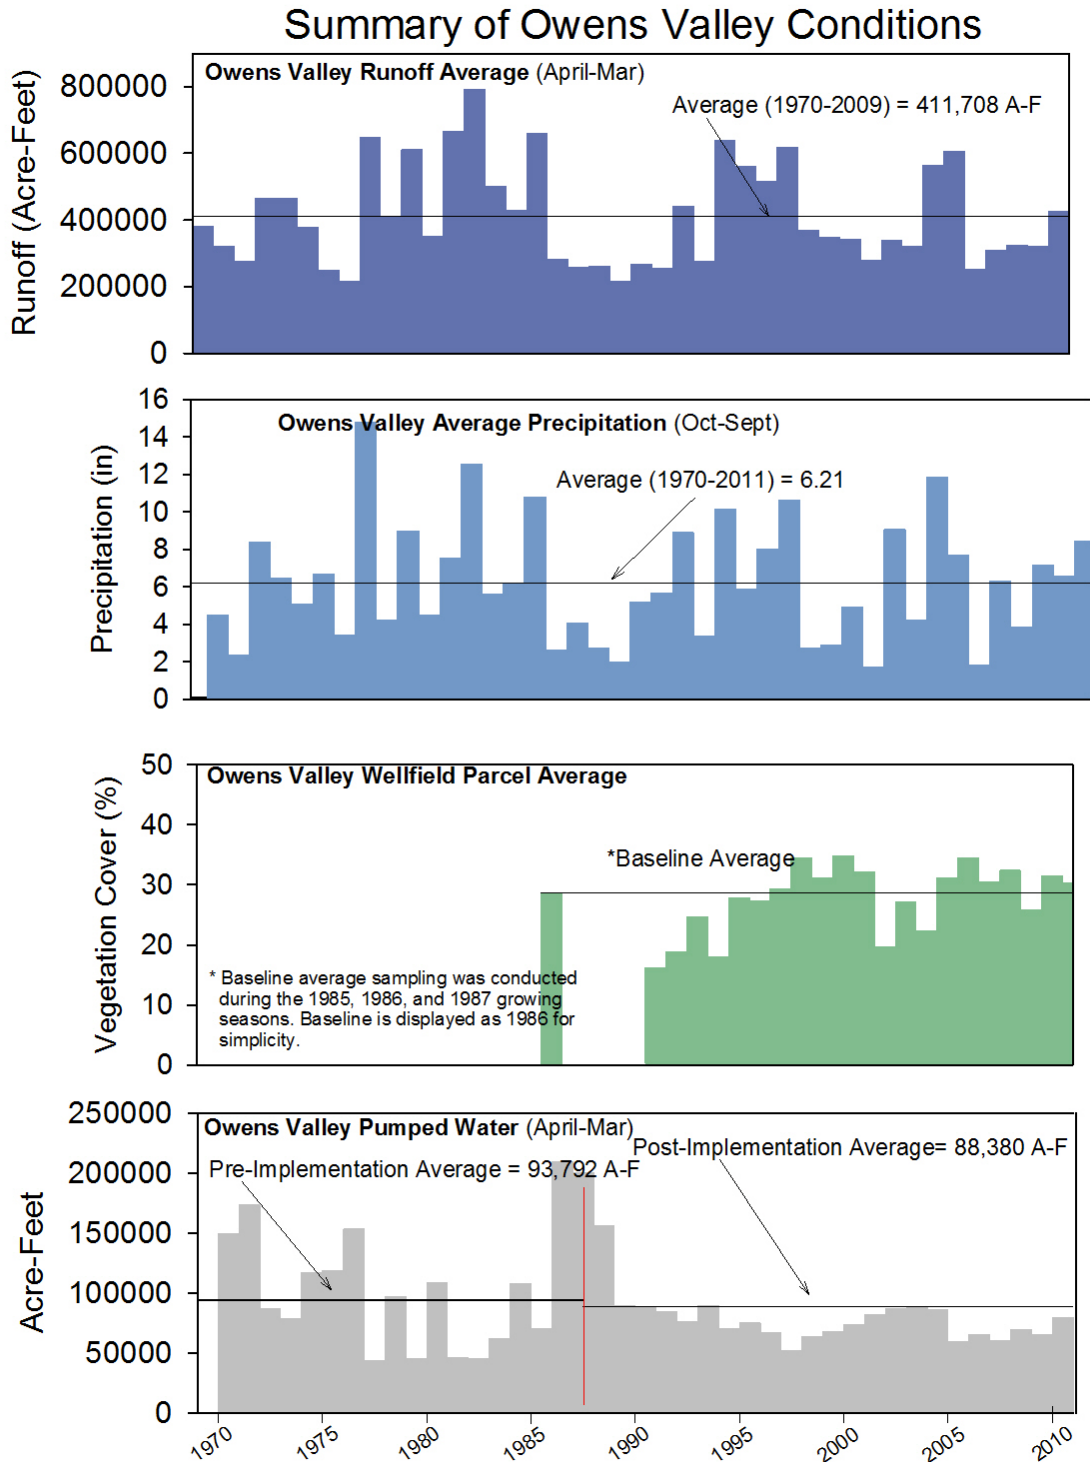 Summary of Owens Valley Conditions
Owens Valley Runoff Average (April-Mar)
Average (1970-2009) = 411,708 A-F
Runoff (Acre-Feet)
800000
600000
400000
200000
0
Owens Valley Average Precipitation (Oct-Sept)
Average (1970-2011) = 6.21
Precipitation (in)
16
14
12
10
8
6
4
2
0
Owens Valley Wellfield Parcel Average
*Baseline Average
Vegetation Cover (%)
50
40
30
20
10
0
* Baseline average sampling was conducted
during the 1985, 1986, and 1987 growing
seasons. Baseline is displayed as 1986 for
simplicity.
Owens Valley Pumped Water (April-Mar)
Pre-Implementation Average = 93,792 A-F
Post-Implementation Average= 88,380 A-F
Acre-Feet
250000
200000
150000
100000
50000
0
1970
1975
1980
1985
1990
1995
2000
2005
2010